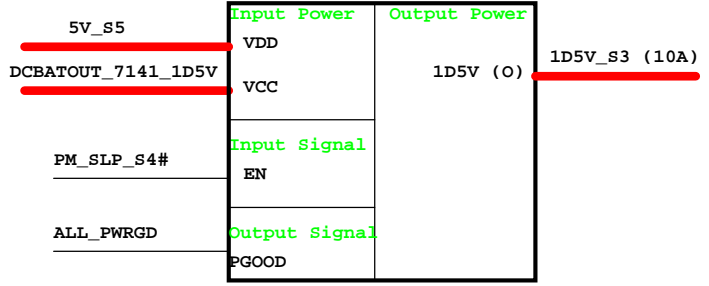 Input Power
Output Power
5V_S5
VDD
DCBATOUT_7141_1D5V
VCC
1D5V (O)
1D5V_S3 (10A)
Input Signal
PM_SLP_S4#
EN
ALL_PWRGD
Output Signal
PGOOD